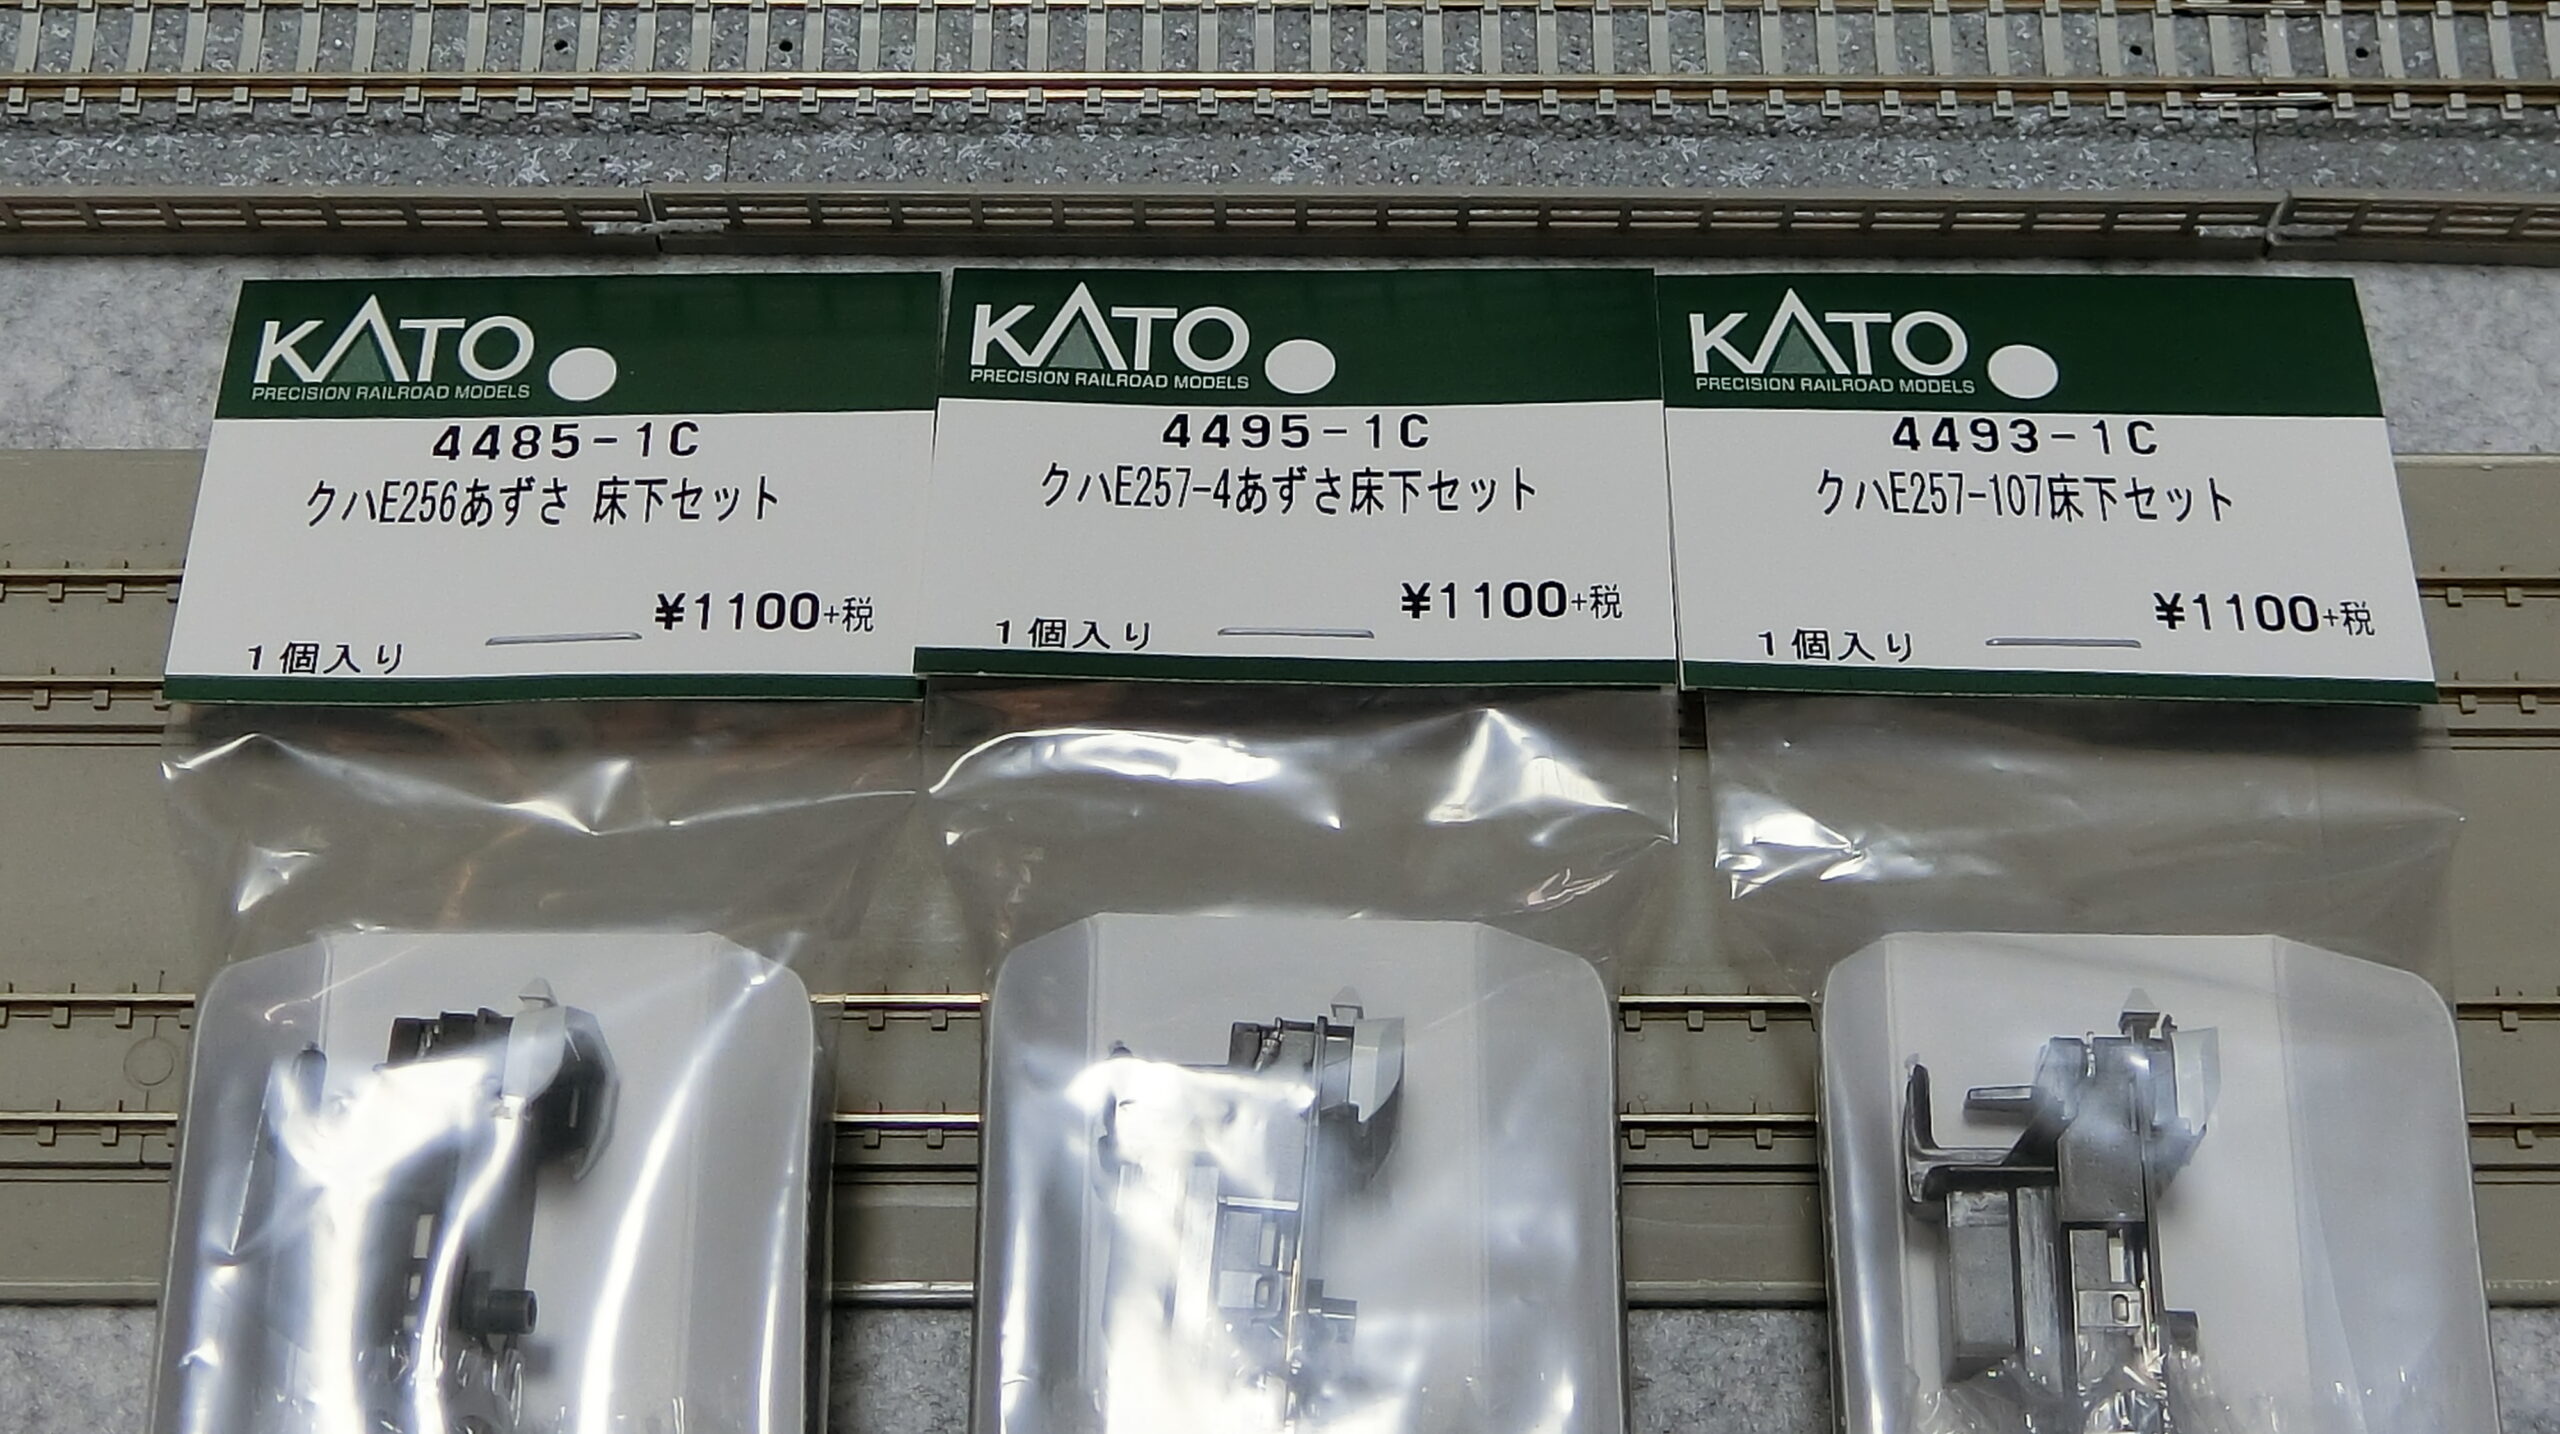 KATO
PRECISION RAILROAD MODELS
4485-1C
クハE256あずさ 床下セット
¥1100+税
1個入り
KATO
PRECISION RAILROAD MODELS
4495-1C
クハE257-4あずさ床下セット
¥1100+税
1個入り
KATO
PRECISION RAILROAD MODELS
4493-1C
クハE257-107床下セット
¥1100+税
1個入り